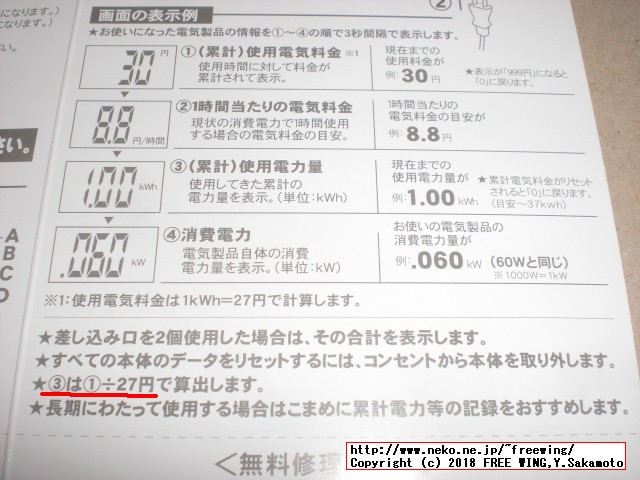 になります。)
なります。)
い。
さい。
-A
B
C
D
②
画面の表示例
★お使いになった電気製品の情報を①～④の順で3秒間隔で表示します。
30 円
①(累計)使用電気料金※1
使用時間に対して料金が
累計されて表示。
現在までの
使用料金が
例:30円
★表示が「999円」になると
「0」に戻ります。
8.8 円/時間
②1時間当たりの電気料金
現状の消費電力で1時間使用
する場合の電気料金の目安。
1時間当たりの
電気料金の目安が
例:8.8円
1.00 kWh
③(累計)使用電力量
使用してきた累計の
電力量を表示。(単位:kWh)
現在までの
使用電力量が
例:1.00kWh
★累計電気料金がリセット
されると「0」に戻ります。
(目安～37kwh)
.060 kW
④消費電力
電気製品自体の消費
電力量を表示。(単位:kW)
お使いの電気製品の
消費電力量が
例:.060kW (60Wと同じ)
※1000W=1kW
※1:使用電気料金は1kWh=27円で計算します。
★差し込み口を2個使用した場合は、その合計を表示します。
★すべての本体のデータをリセットするには、コンセントから本体を取り外します。
★③は①÷27円で算出します。
★長期にわたって使用する場合はこまめに累計電力等の記録をおすすめします。
<無料修理
http://www.neko.ne.jp/~freewing/
Copyright (c) 2018 FREE WING,Y.Sakamoto